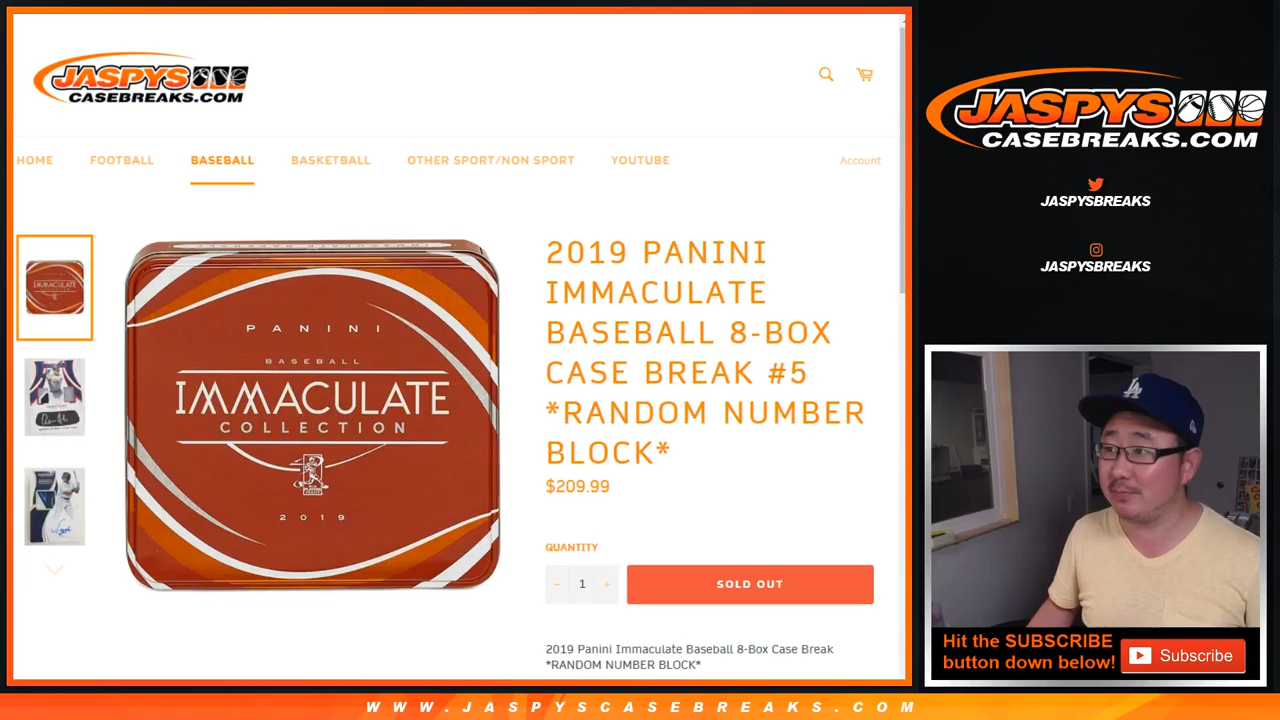 JASPYS
CASEBREAKS.COM
HOME
FOOTBALL
BASEBALL
BASKETBALL
OTHER SPORT/NON SPORT
YOUTUBE
Account
PANINI
BASEBALL
IMMACULATE
COLLECTION
2019
2019 PANINI
IMMACULATE
BASEBALL 8-BOX
CASE BREAK #5
*RANDOM NUMBER
BLOCK*
$209.99
QUANTITY
− 1 +
SOLD OUT
2019 Panini Immaculate Baseball 8-Box Case Break
*RANDOM NUMBER BLOCK*
JASPYS
CASEBREAKS.COM
JASPYSBREAKS
JASPYSBREAKS
LA
Hit the SUBSCRIBE
button down below!
Subscribe
WWW.JASPYSCASEBREAKS.COM